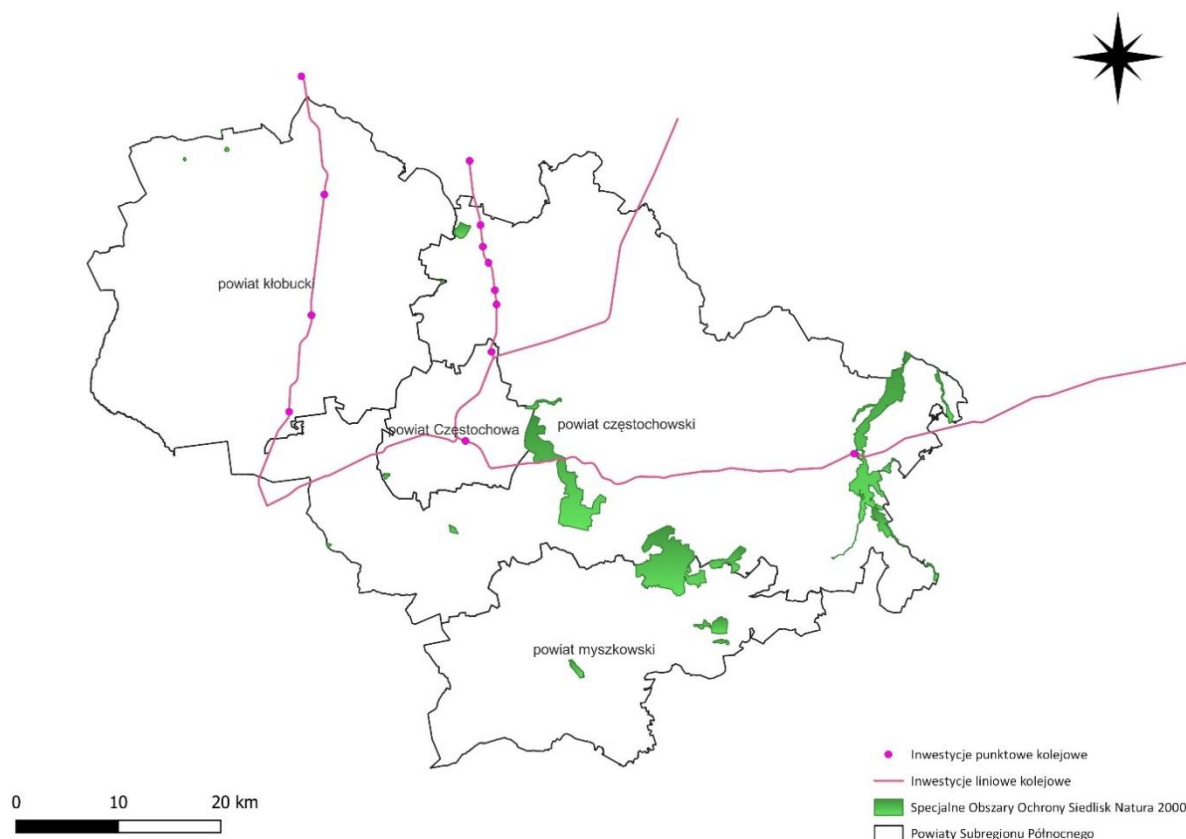 powiat kłobucki
powiat Częstochowa
powiat częstochowski
powiat myszkowski
Inwestycje punktowe kolejowe
Inwestycje liniowe kolejowe
Specjalne Obszary Ochrony Siedlisk Natura 2000
Powiaty Subregionu Północnego
0 10 20 km